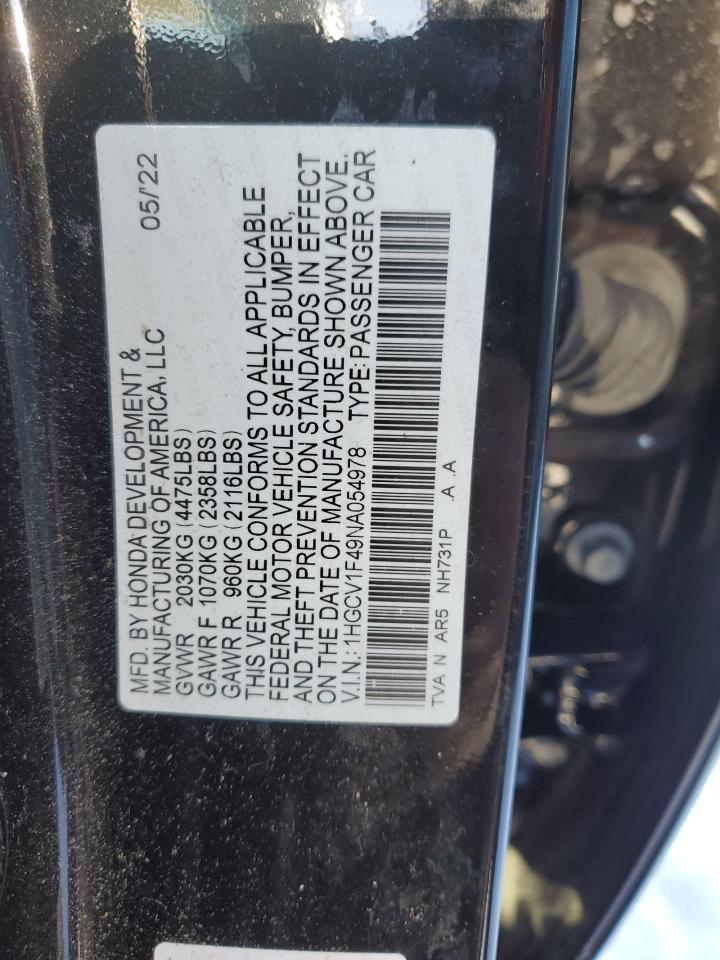 MFD. BY HONDA DEVELOPMENT & 05/'22
MANUFACTURING OF AMERICA, LLC
GVWR 2030KG (4475LBS)
GAWR F 1070KG (2358LBS)
GAWR R 960KG (2116LBS)
THIS VEHICLE CONFORMS TO ALL APPLICABLE
FEDERAL MOTOR VEHICLE SAFETY, BUMPER,
AND THEFT PREVENTION STANDARDS IN EFFECT
ON THE DATE OF MANUFACTURE SHOWN ABOVE.
V.I.N.: 1HGCV1F49NA054978 TYPE: PASSENGER CAR
TVA N AR5 NH731P .A .A